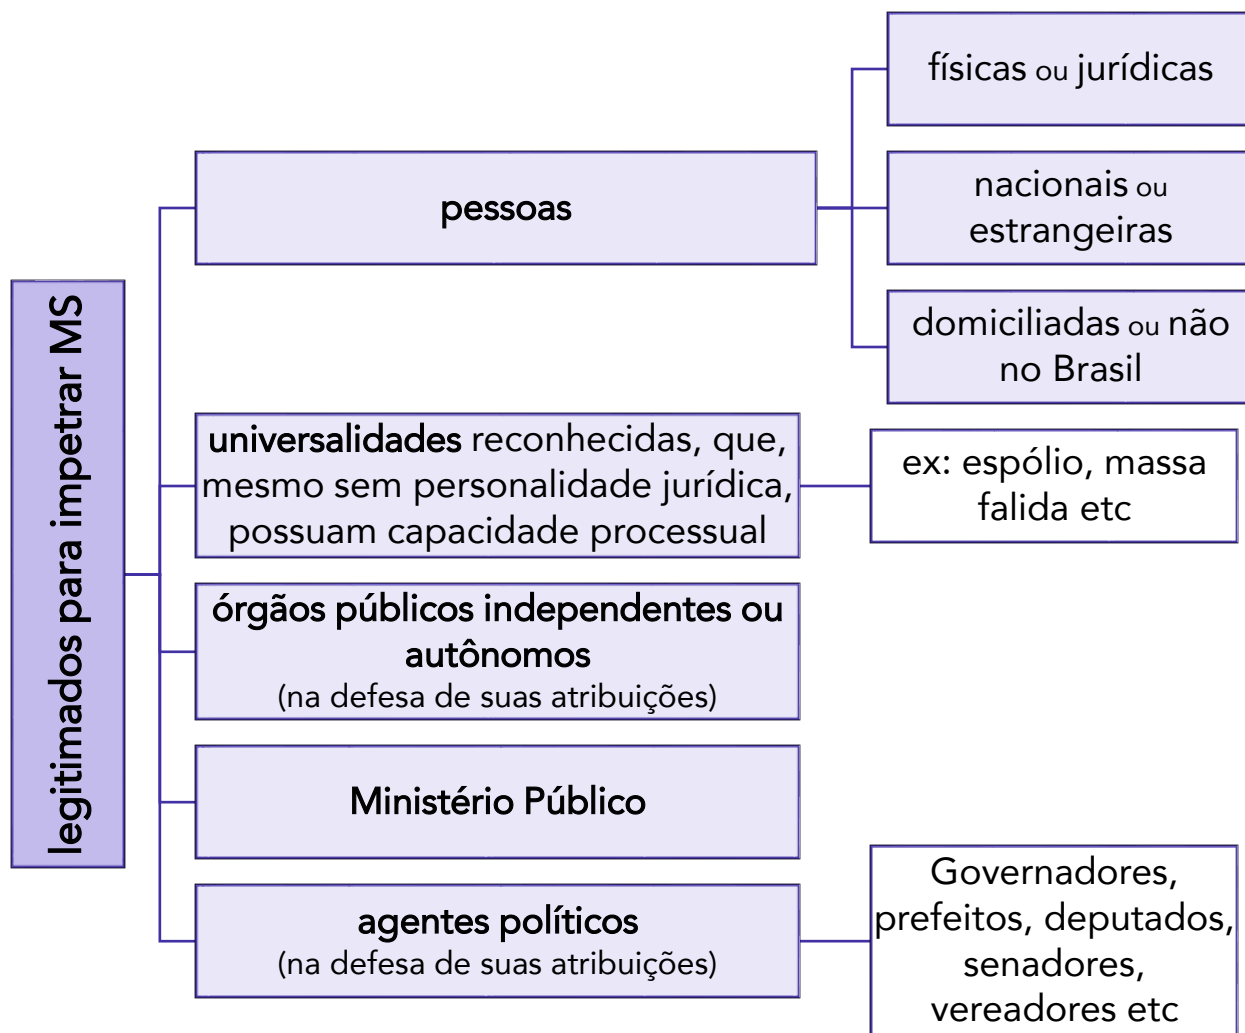 legitimados para impetrar MS
pessoas
físicas ou jurídicas
nacionais ou
estrangeiras
domiciliadas ou não
no Brasil
universalidades reconhecidas, que,
mesmo sem personalidade jurídica,
possuam capacidade processual
ex: espólio, massa
falida etc
órgãos públicos independentes ou
autônomos
(na defesa de suas atribuições)
Ministério Público
agentes políticos
(na defesa de suas atribuições)
Governadores,
prefeitos, deputados,
senadores,
vereadores etc